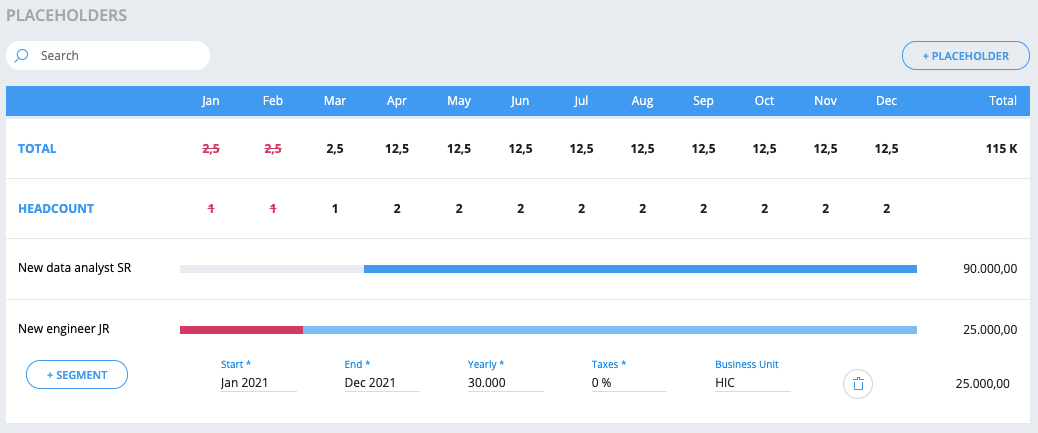 PLACEHOLDERS
Search
+ PLACEHOLDER
Jan Feb Mar Apr May Jun Jul Aug Sep Oct Nov Dec Total
TOTAL 2,5 2,5 2,5 12,5 12,5 12,5 12,5 12,5 12,5 12,5 12,5 12,5 115 K
HEADCOUNT 1 1 1 2 2 2 2 2 2 2 2 2
New data analyst SR 90.000,00
New engineer JR 25.000,00
Start * End * Yearly * Taxes * Business Unit
+ SEGMENT Jan 2021 Dec 2021 30.000 0 % HIC 25.000,00